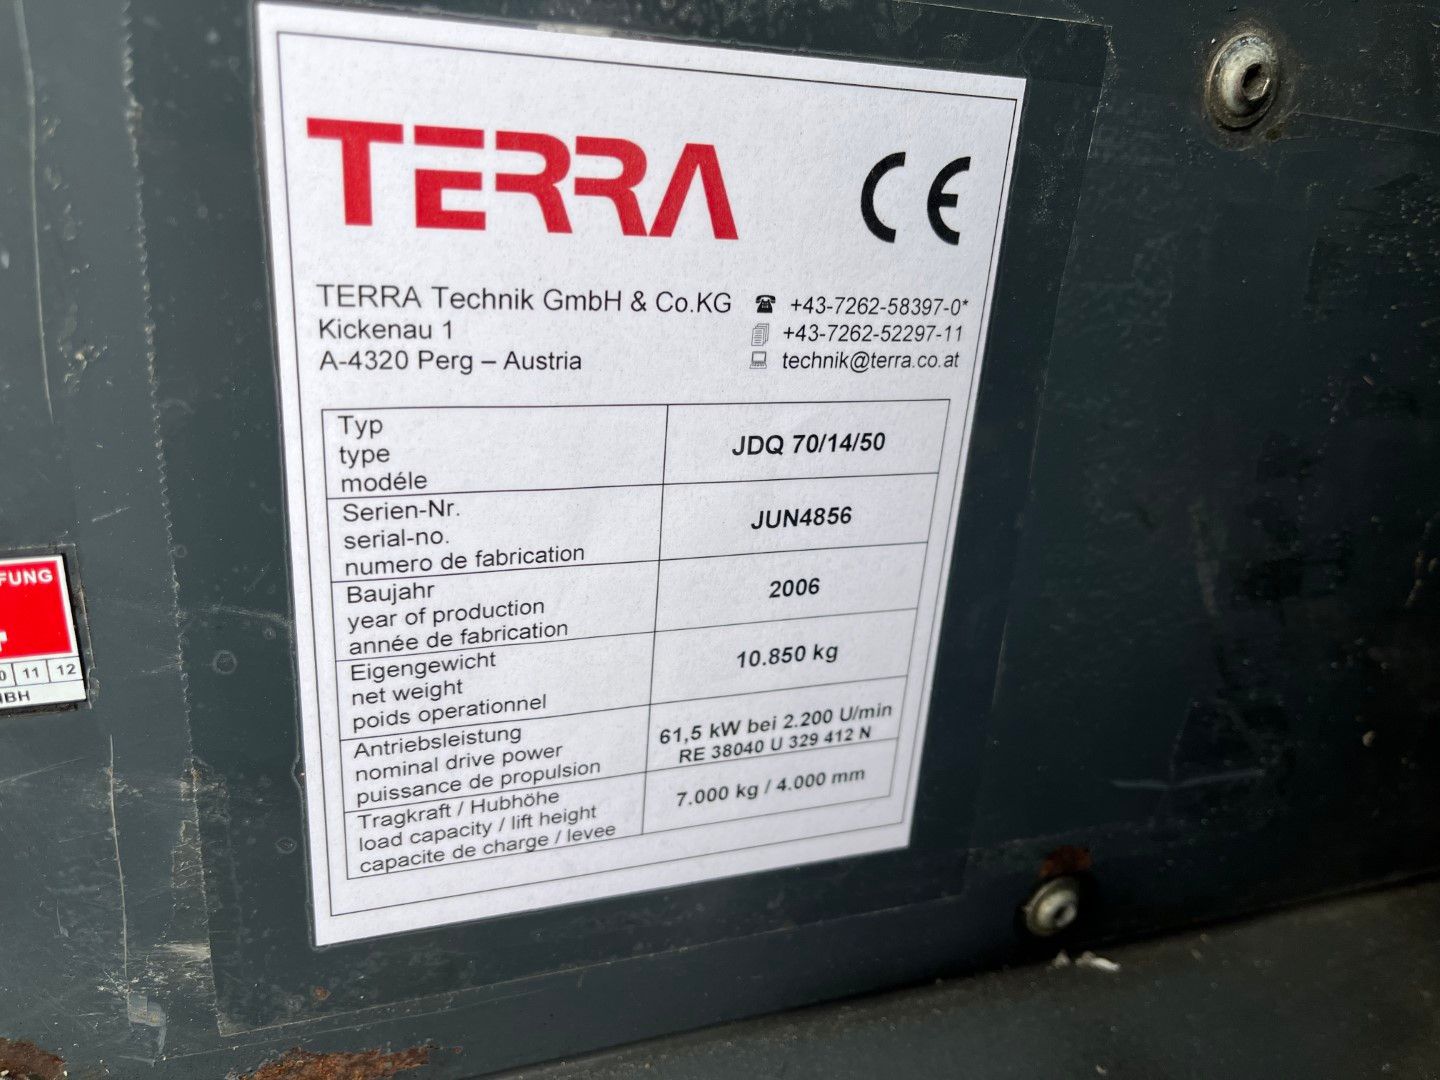 TERRA
CE
TERRA Technik GmbH & Co.KG
Kickenau 1
A-4320 Perg – Austria
+43-7262-58397-0*
+43-7262-52297-11
technik@terra.co.at
Typ
type
modéle
JDQ 70/14/50
Serien-Nr.
serial-no.
numero de fabrication
JUN4856
Baujahr
year of production
année de fabrication
2006
Eigengewicht
net weight
poids operationnel
10.850 kg
Antriebsleistung
nominal drive power
puissance de propulsion
61,5 kW bei 2.200 U/min
RE 38040 U 329 412 N
Tragkraft / Hubhöhe
load capacity / lift height
capacite de charge / levee
7.000 kg / 4.000 mm
FUNG
11 12